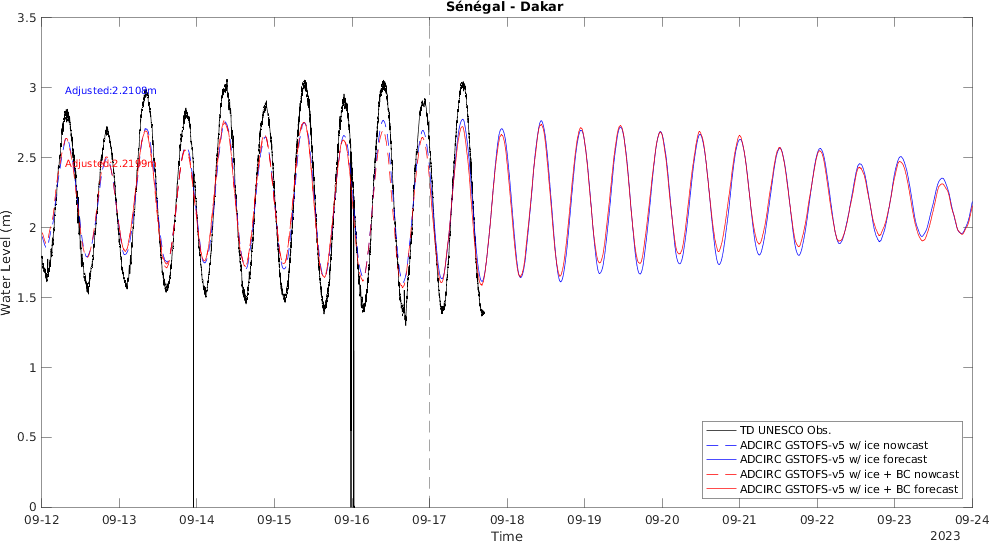 Sénégal - Dakar
3.5
3
2.5
2
1.5
1
0.5
0
Water Level (m)
Adjusted:2.2108m
Adjusted:2.2199m
TD UNESCO Obs.
ADCIRC GSTOFS-v5 w/ ice nowcast
ADCIRC GSTOFS-v5 w/ ice forecast
ADCIRC GSTOFS-v5 w/ ice + BC nowcast
ADCIRC GSTOFS-v5 w/ ice + BC forecast
09-12 09-13 09-14 09-15 09-16 09-17 09-18 09-19 09-20 09-21 09-22 09-23 09-24
Time
2023